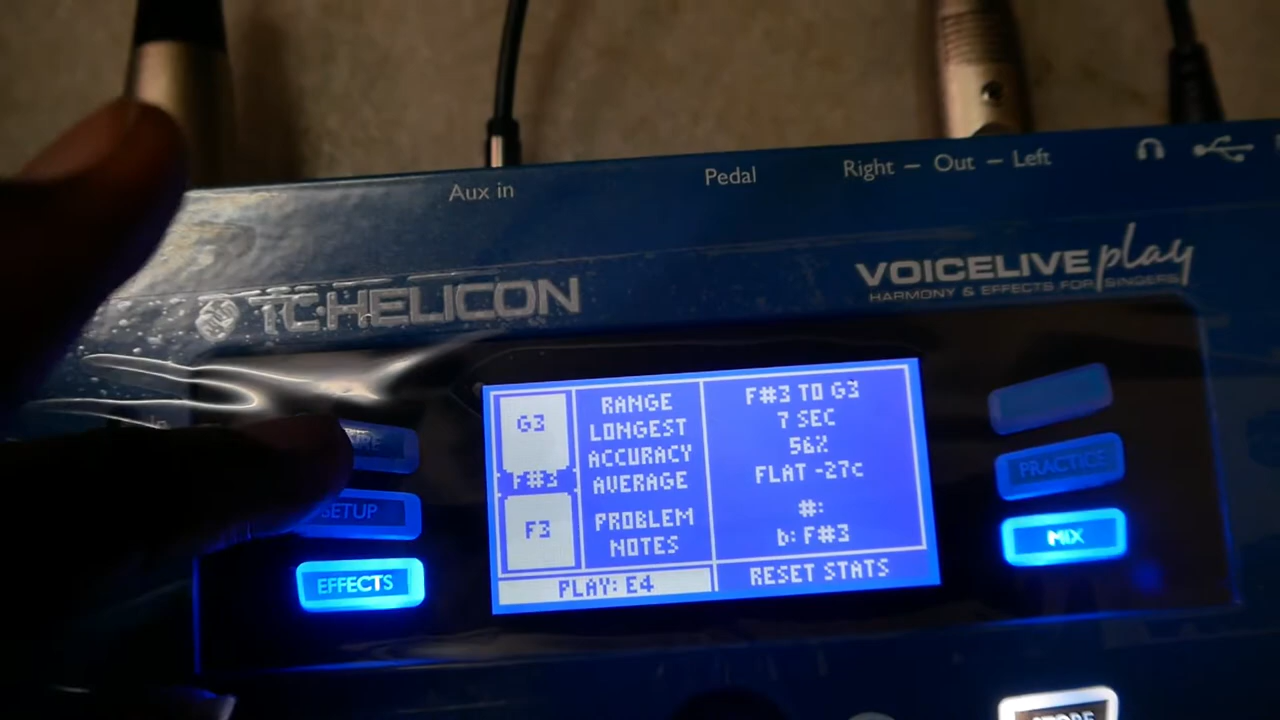 Aux in
Pedal
Right – Out – Left
TC·HELICON
VOICELIVE play
HARMONY & EFFECTS FOR SINGERS
SETUP
EFFECTS
G3
F#3
F3
RANGE
LONGEST
ACCURACY
AVERAGE
PROBLEM
NOTES
F#3 TO G3
7 SEC
56%
FLAT -27c
#:
b: F#3
PLAY: E4
RESET STATS
PRACTICE
MIX
STORE